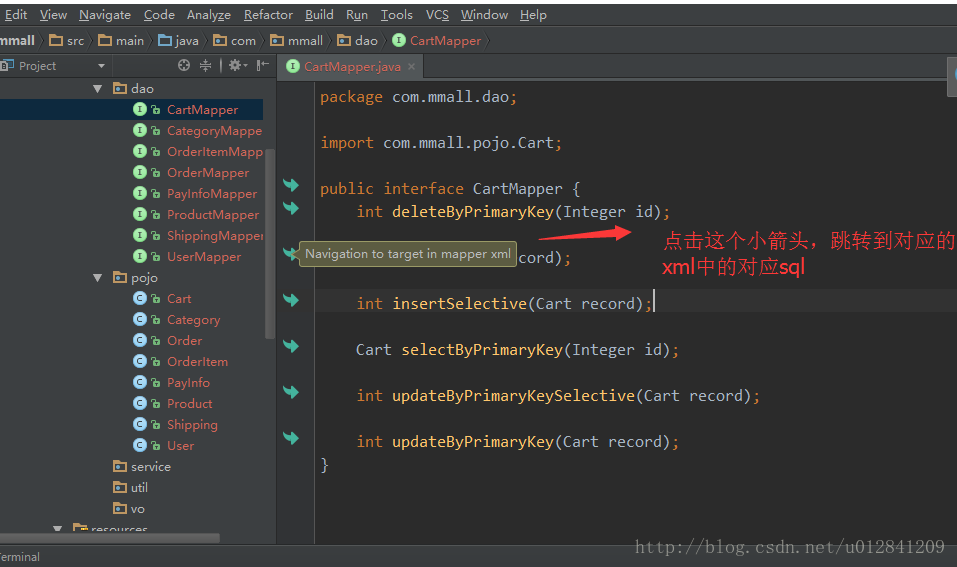 Edit View Navigate Code Analyze Refactor Build Run Tools VCS Window Help
mmall src main java com mmall dao CartMapper
Project
CartMapper.java
dao
CartMapper
CategoryMappe
OrderItemMapp
OrderMapper
PayInfoMapper
ProductMapper
ShippingMapper
UserMapper
pojo
Cart
Category
Order
OrderItem
PayInfo
Product
Shipping
User
service
util
vo
resources
package com.mmall.dao;
import com.mmall.pojo.Cart;
public interface CartMapper {
int deleteByPrimaryKey(Integer id);
Navigation to target in mapper xml
cord);
int insertSelective(Cart record);
Cart selectByPrimaryKey(Integer id);
int updateByPrimaryKeySelective(Cart record);
int updateByPrimaryKey(Cart record);
}
点击这个小箭头，跳转到对应的
xml中的对应sql
http://blog.csdn.net/u012841209
Terminal